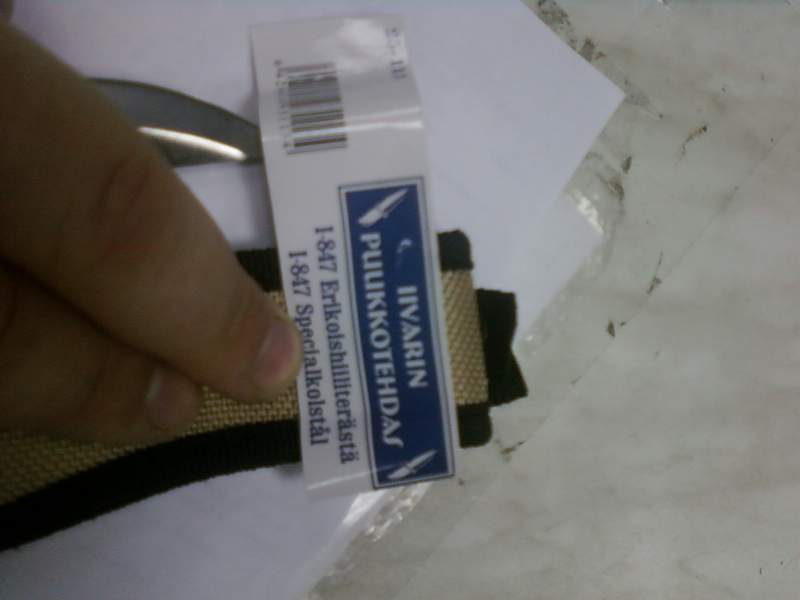 IIVARIN
PUUKKOTEHDAS
I-847 Erikoishiiliterästä
I-847 Specialkolstål